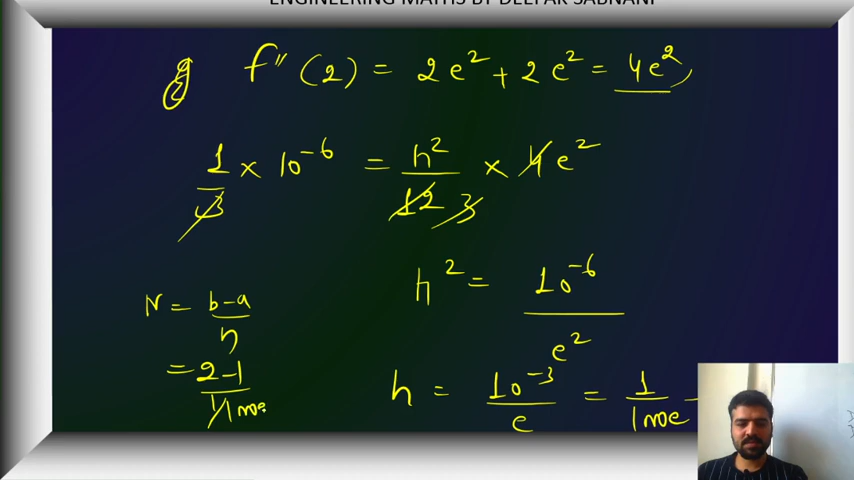 ENGINEERING MATHS BY DEEPAK SABNANI
f''(2) = 2e² + 2e² = 4e²
1/3 × 10⁻⁶ = h²/12 3 × 4e²
h² = 10⁻⁶/e²
N = b-a/h
= 2-1/1/1000e
h = 10⁻³/e = 1/1000e